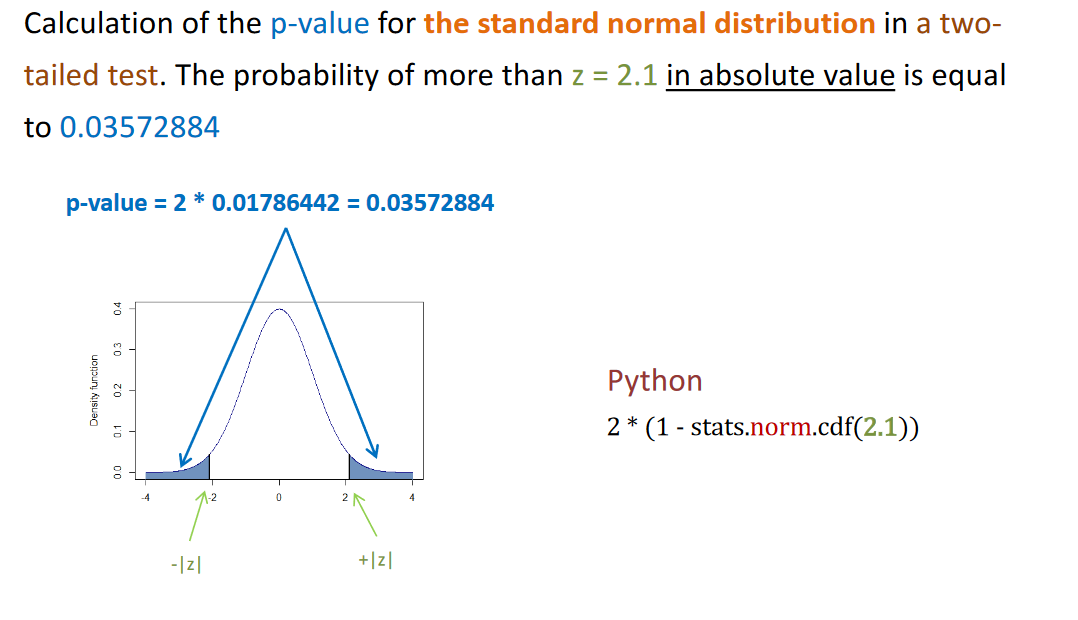 Calculation of the p-value for the standard normal distribution in a two-
tailed test. The probability of more than z = 2.1 in absolute value is equal
to 0.03572884
p-value = 2 * 0.01786442 = 0.03572884
Density function
0.4
0.3
0.2
0.1
0.0
-4
-2
0
2
4
-|z|
+|z|
Python
2 * (1 - stats.norm.cdf(2.1))